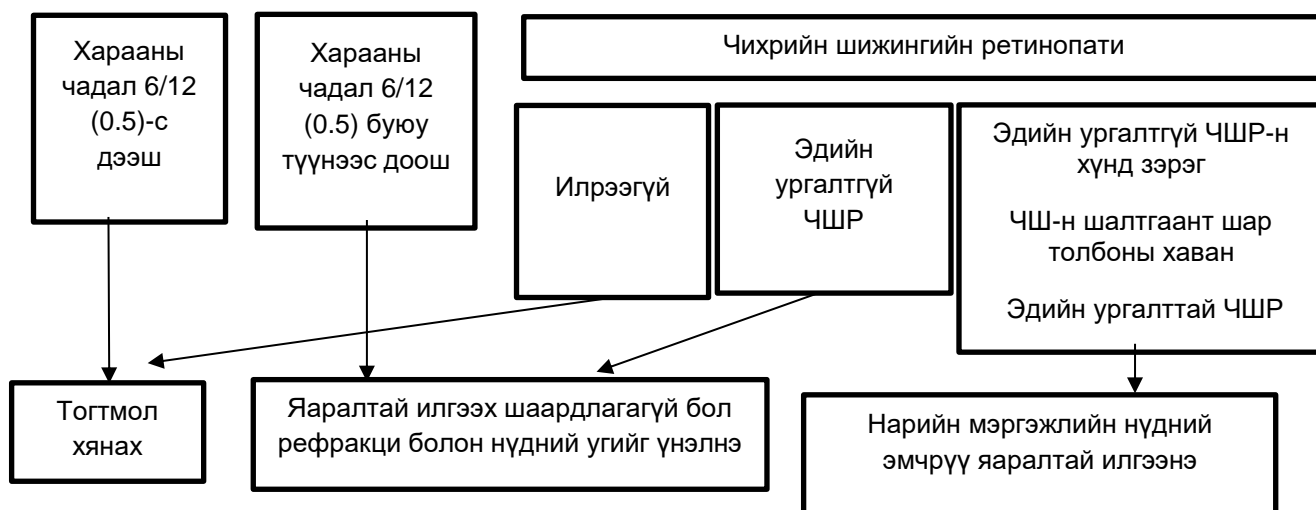 Харааны
чадал 6/12
(0.5)-с
дээш
Харааны
чадал 6/12
(0.5) буюу
түүнээс доош
Чихрийн шижингийн ретинопати
Илрээгүй
Эдийн
ургалтгүй
ЧШР
Эдийн ургалтгүй ЧШР-н
хүнд зэрэг
ЧШ-н шалтгаант шар
толбоны хаван
Эдийн ургалттай ЧШР
Тогтмол
хянах
Яаралтай илгээх шаардлагагүй бол
рефракци болон нүдний угийг үнэлнэ
Нарийн мэргэжлийн нүдний
эмчрүү яаралтай илгээнэ